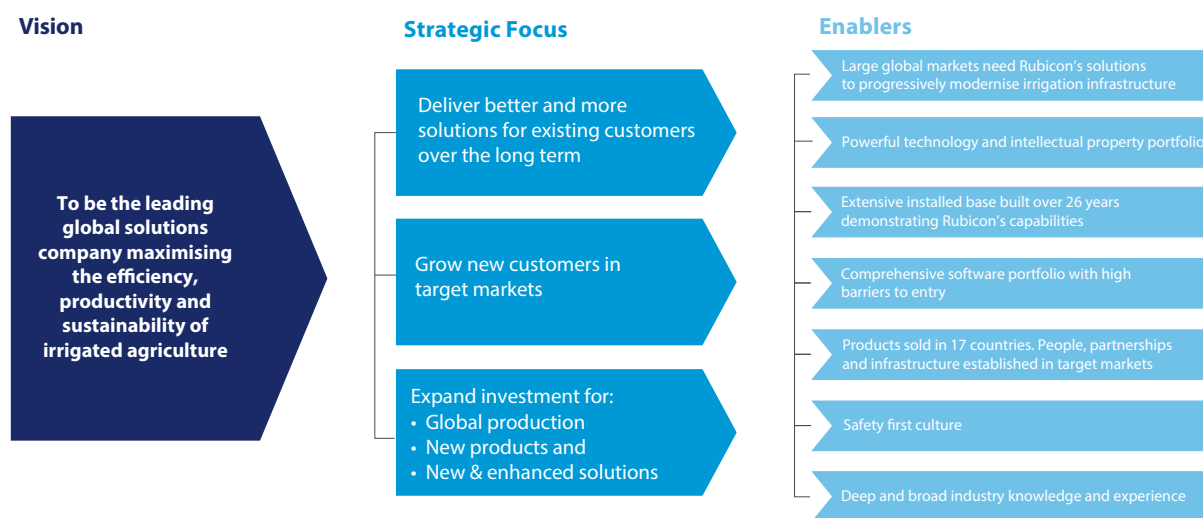 Vision
To be the leading
global solutions
company maximising
the efficiency,
productivity and
sustainability of
irrigated agriculture
Strategic Focus
Deliver better and more
solutions for existing customers
over the long term
Grow new customers in
target markets
Expand investment for:
• Global production
• New products and
• New & enhanced solutions
Enablers
Large global markets need Rubicon’s solutions
to progressively modernise irrigation infrastructure
Powerful technology and intellectual property portfolio
Extensive installed base built over 26 years
demonstrating Rubicon’s capabilities
Comprehensive software portfolio with high
barriers to entry
Products sold in 17 countries. People, partnerships
and infrastructure established in target markets
Safety first culture
Deep and broad industry knowledge and experience